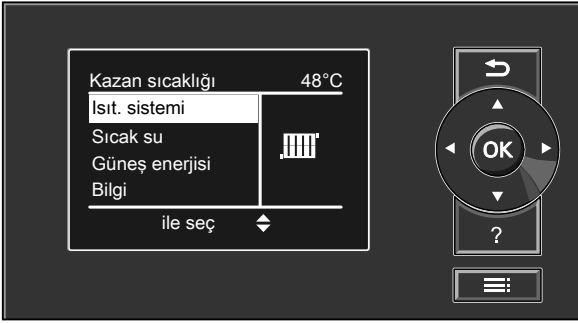 Kazan sıcaklığı 48°C
Isıt. sistemi
Sıcak su
Güneş enerjisi
Bilgi
ile seç
OK
?